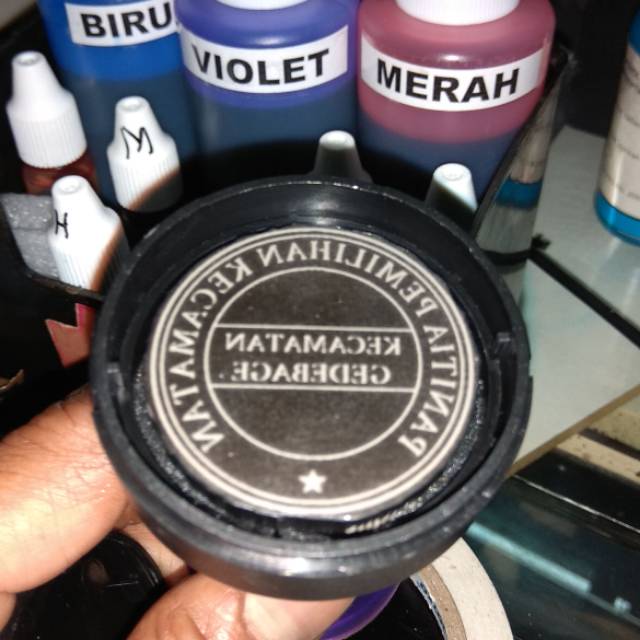 BIRU
VIOLET
MERAH
M
H
PANITIA PEMILIHAN KECAMATAN
KECAMATAN
GEDEBAGE.